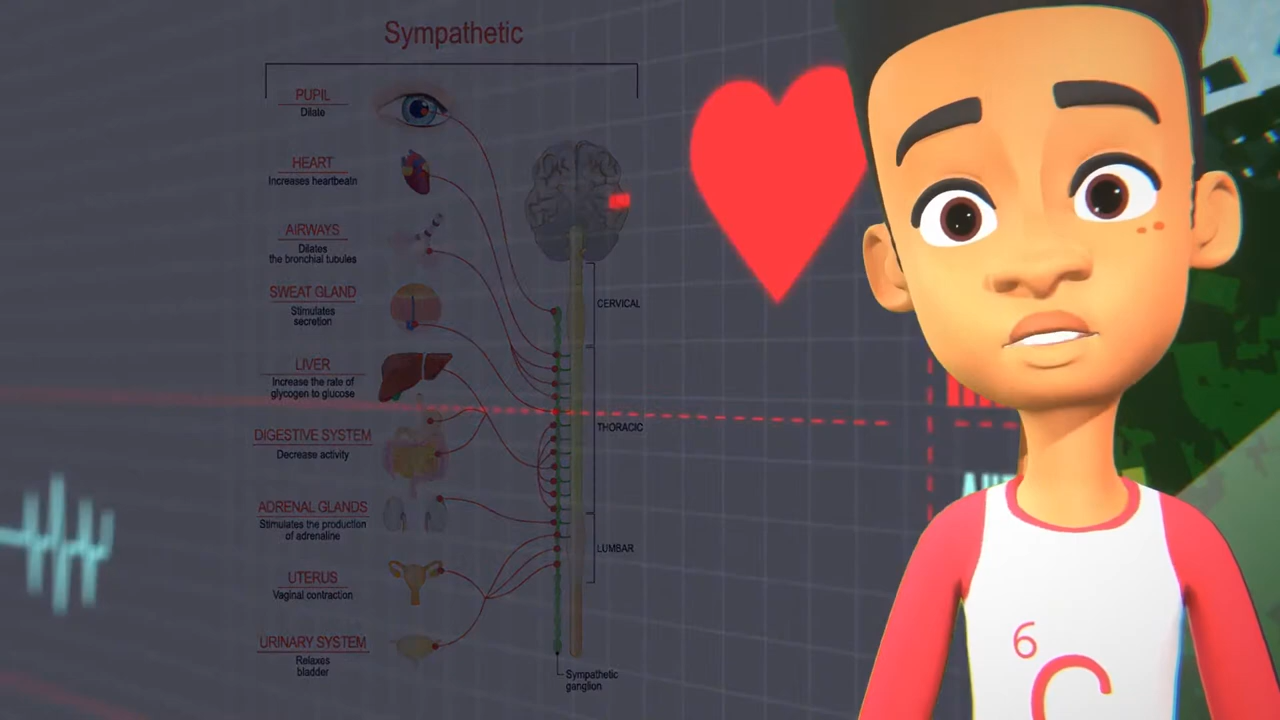 Sympathetic
PUPIL
Dilate
HEART
Increases heartbeatn
AIRWAYS
Dilates
the bronchial tubules
SWEAT GLAND
Stimulates
secretion
LIVER
Increase the rate of
glycogen to glucose
DIGESTIVE SYSTEM
Decrease activity
ADRENAL GLANDS
Stimulates the production
of adrenaline
UTERUS
Vaginal contraction
URINARY SYSTEM
Relaxes
bladder
CERVICAL
THORACIC
LUMBAR
Sympathetic
ganglion
6
C